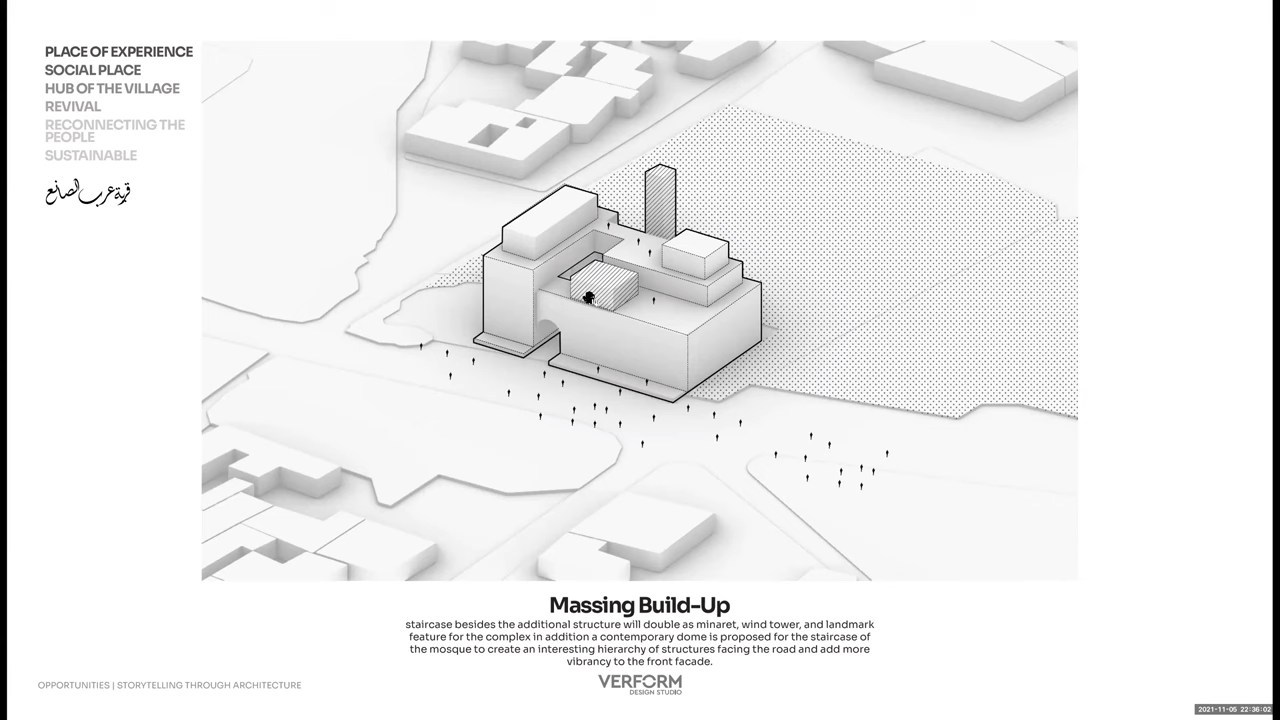 PLACE OF EXPERIENCE
SOCIAL PLACE
HUB OF THE VILLAGE
REVIVAL
RECONNECTING THE
PEOPLE
SUSTAINABLE
قرية عرب الصانع
Massing Build-Up
staircase besides the additional structure will double as minaret, wind tower, and landmark
feature for the complex in addition a contemporary dome is proposed for the staircase of
the mosque to create an interesting hierarchy of structures facing the road and add more
vibrancy to the front facade.
VERFORM
DESIGN STUDIO
OPPORTUNITIES | STORYTELLING THROUGH ARCHITECTURE
2021-11-05 22:36:02